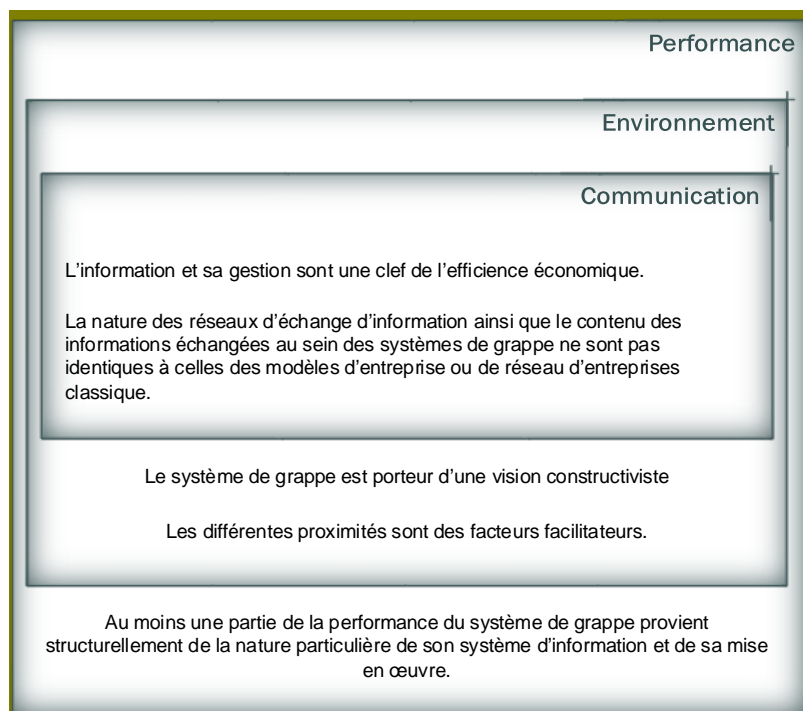 Performance
Environnement
Communication
L’information et sa gestion sont une clef de l’efficience économique.
La nature des réseaux d’échange d’information ainsi que le contenu des
informations échangées au sein des systèmes de grappe ne sont pas
identiques à celles des modèles d’entreprise ou de réseau d’entreprises
classique.
Le système de grappe est porteur d’une vision constructiviste
Les différentes proximités sont des facteurs facilitateurs.
Au moins une partie de la performance du système de grappe provient
structurellement de la nature particulière de son système d’information et de sa mise
en œuvre.